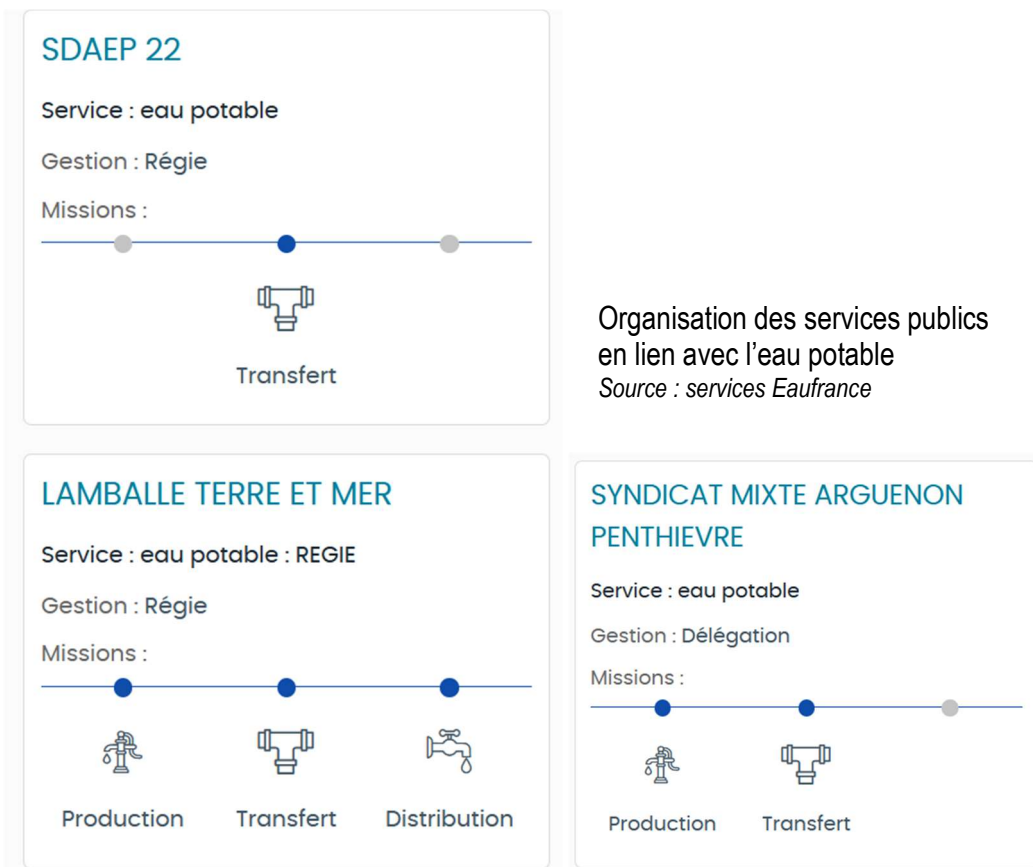 SDAEP 22
Service : eau potable
Gestion : Régie
Missions :
Transfert
Organisation des services publics
en lien avec l'eau potable
Source : services Eaufrance
LAMBALLE TERRE ET MER
Service : eau potable : REGIE
Gestion : Régie
Missions :
Production Transfert Distribution
SYNDICAT MIXTE ARGUENON
PENTHIEVRE
Service : eau potable
Gestion : Délégation
Missions :
Production Transfert